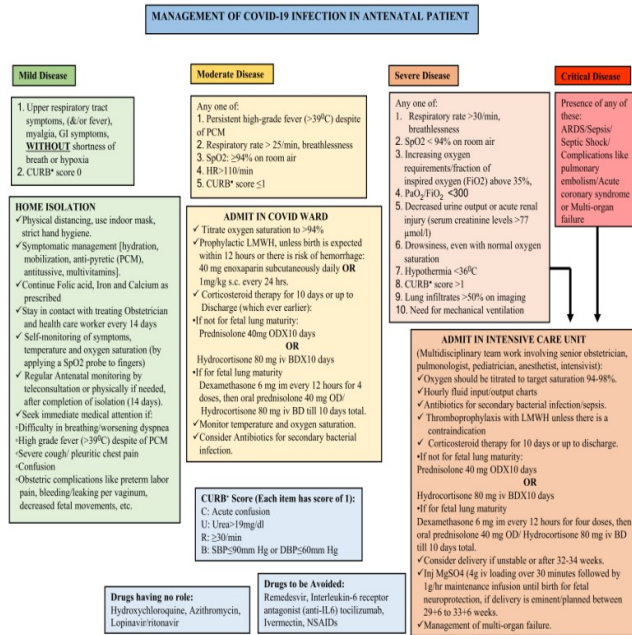 MANAGEMENT OF COVID-19 INFECTION IN ANTENATAL PATIENT
Mild Disease
1. Upper respiratory tract
symptoms, (&/or fever),
myalgia, GI symptoms,
WITHOUT shortness of
breath or hypoxia
2. CURB* score 0
HOME ISOLATION
✓Physical distancing, use indoor mask,
strict hand hygiene.
✓Symptomatic management [hydration,
mobilization, anti-pyretic (PCM),
antitussive, multivitamins].
✓Continue Folic acid, Iron and Calcium as
prescribed
✓Stay in contact with treating Obstetrician
and health care worker every 14 days
✓ Self-monitoring of symptoms,
temperature and oxygen saturation (by
applying a SpO2 probe to fingers)
✓ Regular Antenatal monitoring by
teleconsultation or physically if needed,
after completion of isolation (14 days).
✓Seek immediate medical attention if:
◦Difficulty in breathing/worsening dyspnea
◦High grade fever (>39⁰C) despite of PCM
◦Severe cough/ pleuritic chest pain
◦Confusion
◦Obstetric complications like preterm labor
pain, bleeding/leaking per vaginum,
decreased fetal movements, etc.
Moderate Disease
Any one of:
1. Persistent high-grade fever (>39⁰C) despite
of PCM
2. Respiratory rate > 25/min, breathlessness
3. SpO2: ≥94% on room air
4. HR>110/min
5. CURB* score ≤1
ADMIT IN COVID WARD
✓ Titrate oxygen saturation to >94%
✓Prophylactic LMWH, unless birth is expected
within 12 hours or there is risk of hemorrhage:
40 mg enoxaparin subcutaneously daily OR
1mg/kg s.c. every 24 hrs.
✓ Corticosteroid therapy for 10 days or up to
Discharge (which ever earlier):
•If not for fetal lung maturity:
Prednisolone 40mg ODX10 days
OR
Hydrocortisone 80 mg iv BDX10 days
•If for fetal lung maturity
Dexamethasone 6 mg im every 12 hours for 4
doses, then oral prednisolone 40 mg OD/
Hydrocortisone 80 mg iv BD till 10 days total.
✓Monitor temperature and oxygen saturation.
✓Consider Antibiotics for secondary bacterial
infection.
Severe Disease
Any one of:
1. Respiratory rate >30/min,
breathlessness
2. SpO2 < 94% on room air
3. Increasing oxygen
requirements/fraction of
inspired oxygen (FiO2) above 35%,
4. PaO2/FiO2 <300
5. Decreased urine output or acute renal
injury (serum creatinine levels >77
µmol/l)
6. Drowsiness, even with normal oxygen
saturation
7. Hypothermia <36⁰C
8. CURB* score >1
9. Lung infiltrates >50% on imaging
10. Need for mechanical ventilation
Critical Disease
Presence of any of
these:
ARDS/Sepsis/
Septic Shock/
Complications like
pulmonary
embolism/Acute
coronary syndrome
or Multi-organ
failure
ADMIT IN INTENSIVE CARE UNIT
(Multidisciplinary team work involving senior obstetrician,
pulmonologist, pediatrician, anesthetist, intensivist):
✓Oxygen should be titrated to target saturation 94-98%.
✓Hourly fluid input/output charts
✓Antibiotics for secondary bacterial infection/sepsis.
✓ Thromboprophylaxis with LMWH unless there is a
contraindication
✓ Corticosteroid therapy for 10 days or up to discharge.
•If not for fetal lung maturity:
Prednisolone 40 mg ODX10 days
OR
Hydrocortisone 80 mg iv BDX10 days
•If for fetal lung maturity
Dexamethasone 6 mg im every 12 hours for four doses, then
oral prednisolone 40 mg OD/ Hydrocortisone 80 mg iv BD
till 10 days total.
✓Consider delivery if unstable or after 32-34 weeks.
✓Inj MgSO4 (4g iv loading over 30 minutes followed by
1g/hr maintenance infusion until birth for fetal
neuroprotection, if delivery is eminent/planned between
29+6 to 33+6 weeks.
✓Management of multi-organ failure.
CURB* Score (Each item has score of 1):
C: Acute confusion
U: Urea>19mg/dl
R: ≥30/min
B: SBP≤90mm Hg or DBP≤60mm Hg
Drugs having no role:
Hydroxychloroquine, Azithromycin,
Lopinavir/ritonavir
Drugs to be Avoided:
Remedesvir, Interleukin-6 receptor
antagonist (anti-IL6) tocilizumab,
Ivermectin, NSAIDs